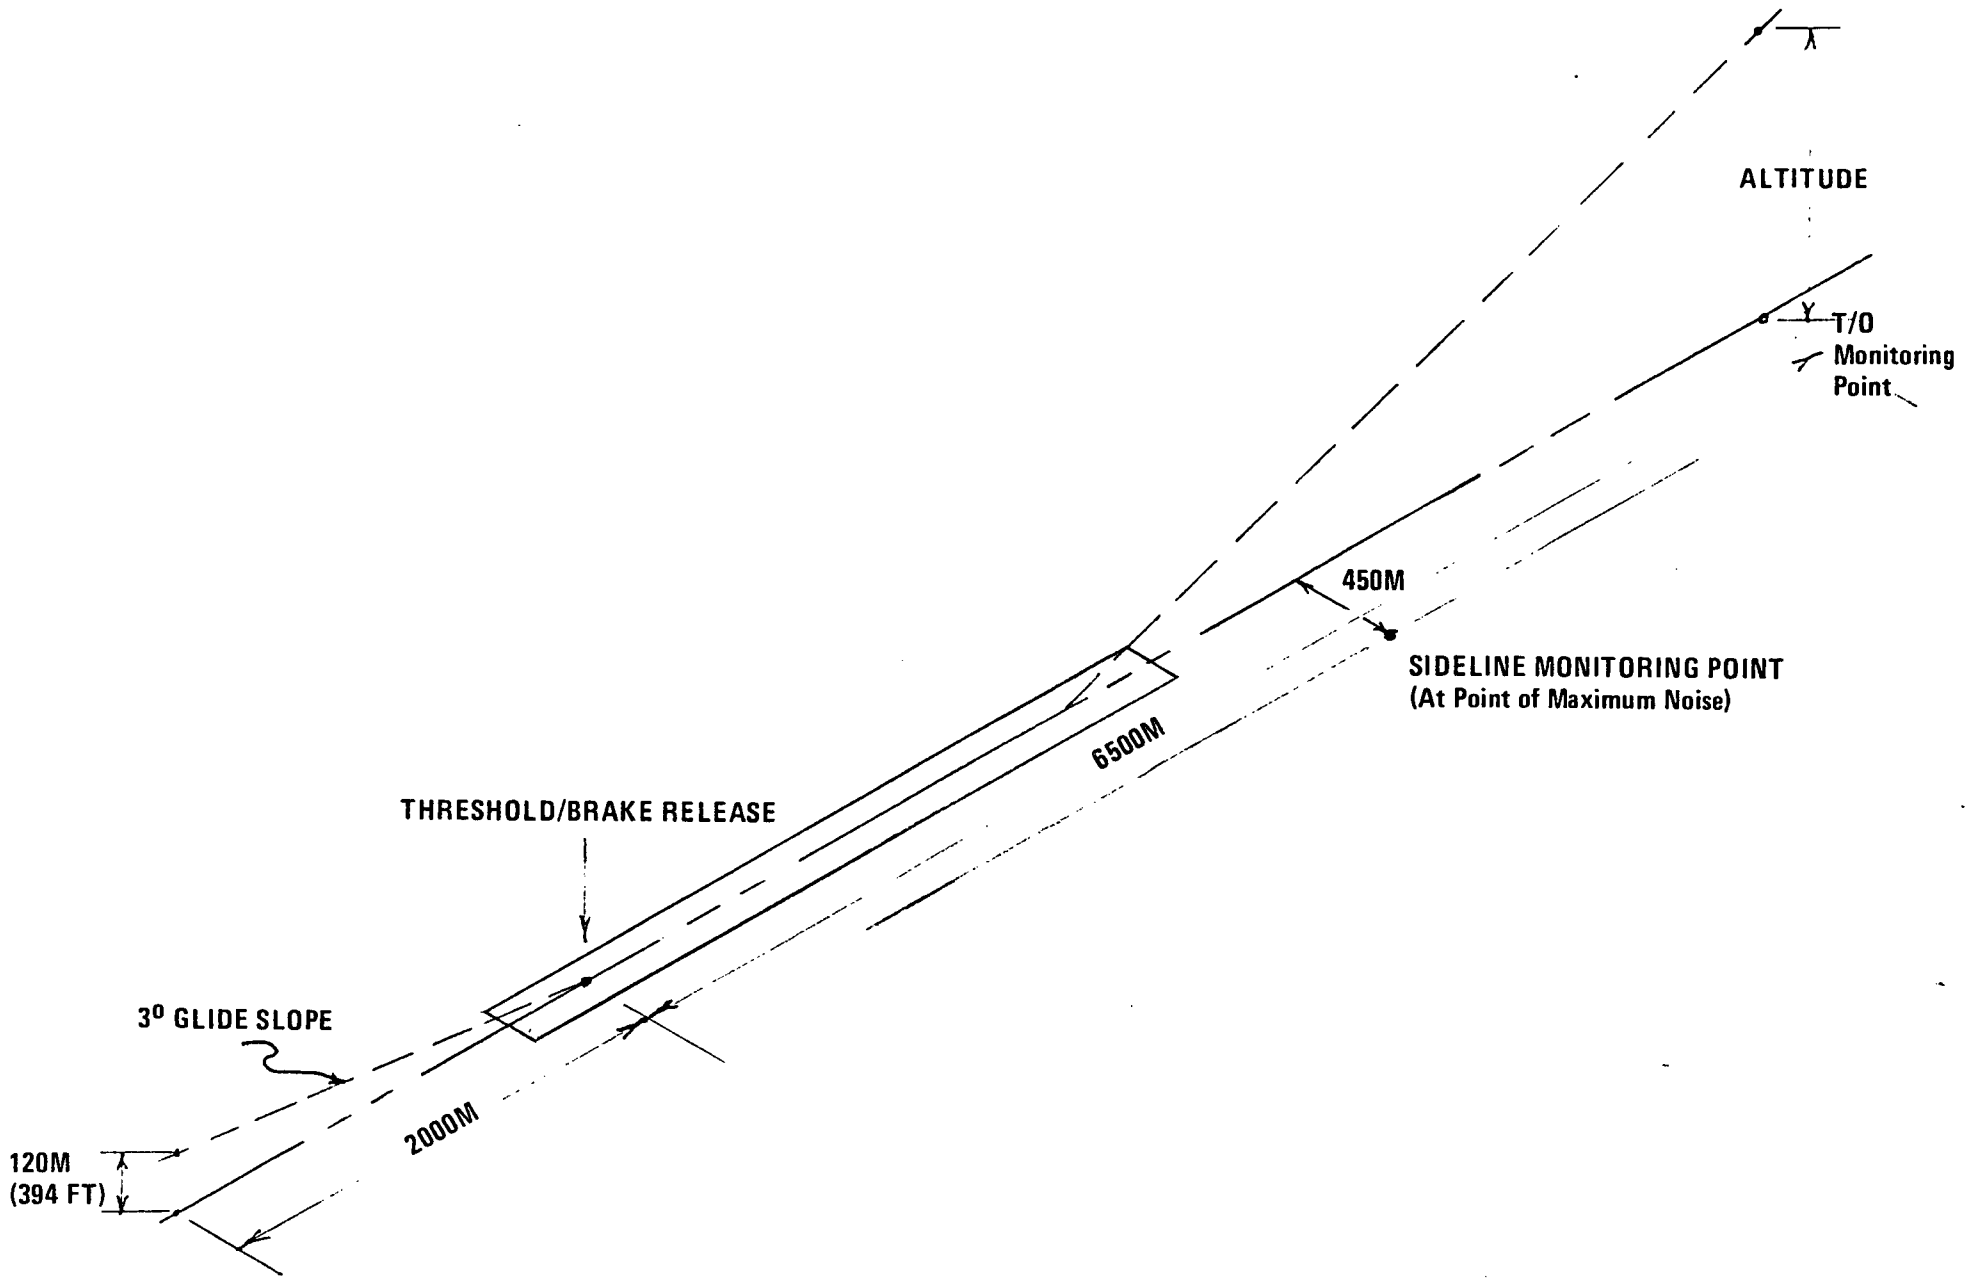 ALTITUDE
T/O
Monitoring
Point
450M
SIDELINE MONITORING POINT
(At Point of Maximum Noise)
6500M
THRESHOLD/BRAKE RELEASE
3⁰ GLIDE SLOPE
2000M
120M
(394 FT)